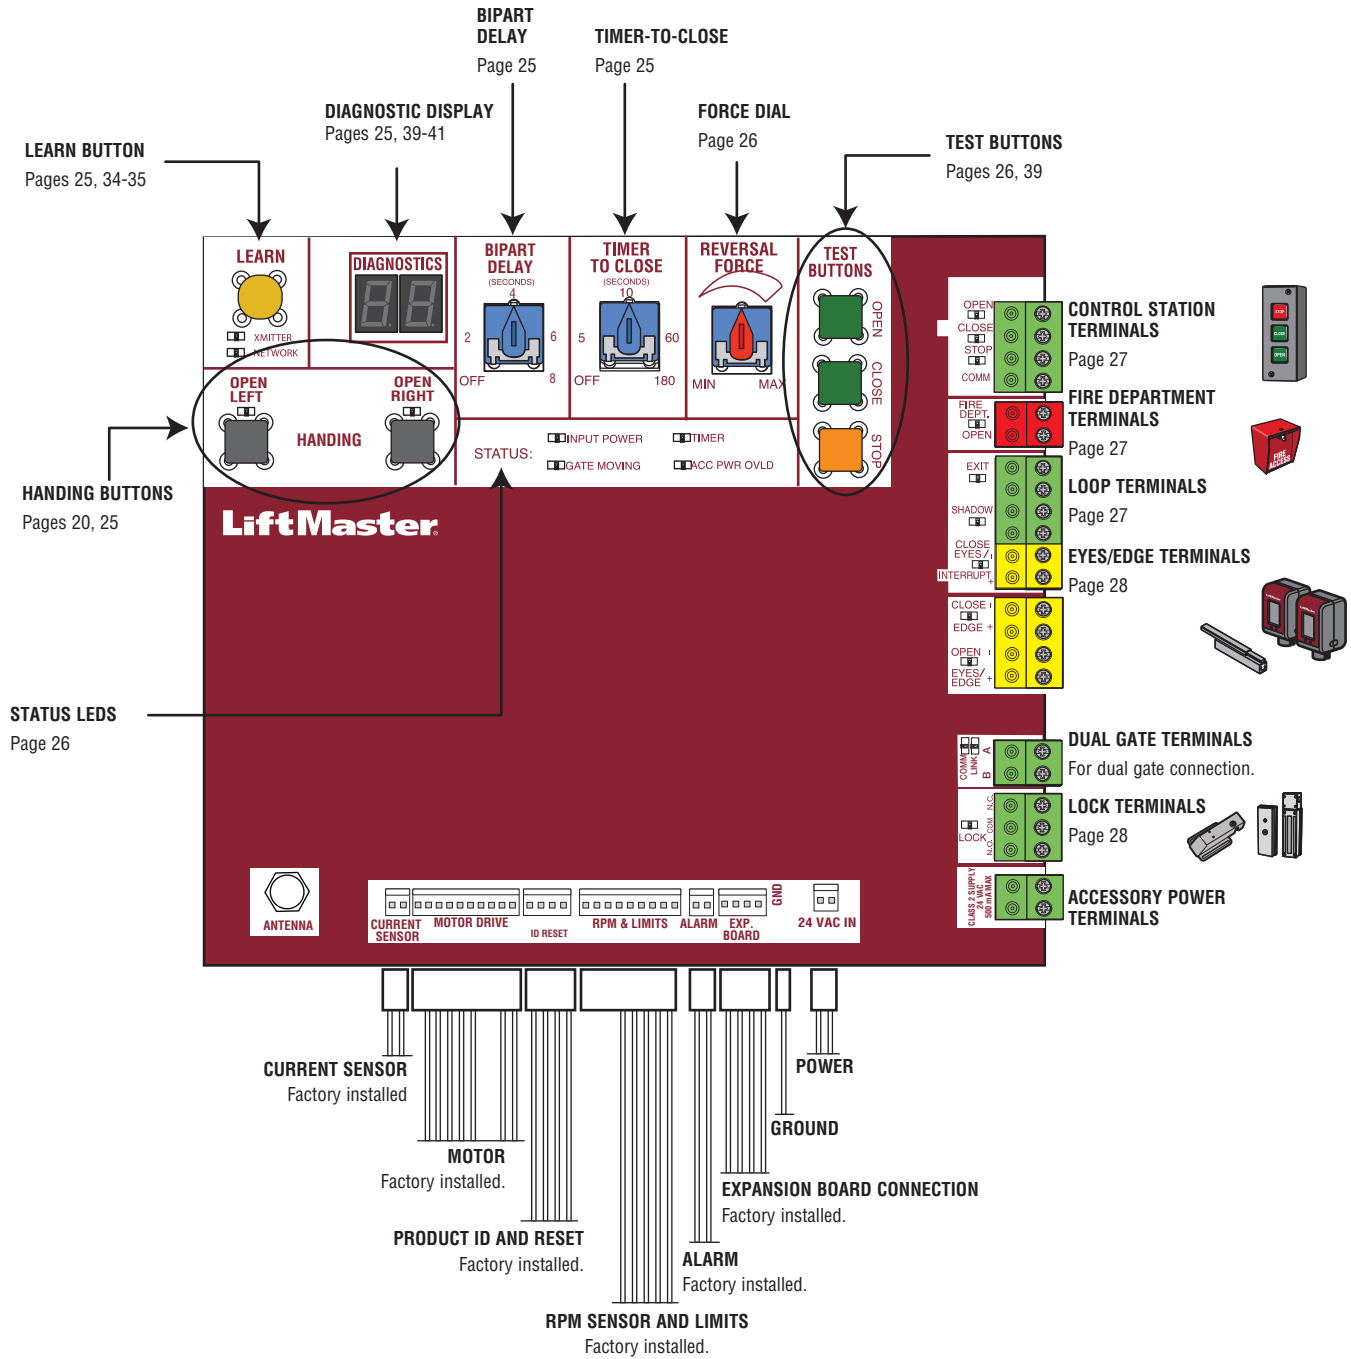 BIPART
DELAY
Page 25
TIMER-TO-CLOSE
Page 25
DIAGNOSTIC DISPLAY
Pages 25, 39-41
FORCE DIAL
Page 26
LEARN BUTTON
Pages 25, 34-35
TEST BUTTONS
Pages 26, 39
LEARN
XMITTER
NETWORK
DIAGNOSTICS
BIPART
DELAY
(SECONDS)
4
2
6
OFF
8
TIMER
TO CLOSE
(SECONDS)
10
5
60
OFF
180
REVERSAL
FORCE
MIN
MAX
TEST
BUTTONS
OPEN
CLOSE
STOP
OPEN
LEFT
OPEN
RIGHT
HANDING
STATUS:
INPUT POWER
TIMER
GATE MOVING
ACC PWR OVLD
HANDING BUTTONS
Pages 20, 25
LiftMaster
STATUS LEDS
Page 26
OPEN
CLOSE
STOP
COMM
CONTROL STATION
TERMINALS
Page 27
STOP
CLOSE
OPEN
FIRE
DEPT.
OPEN
FIRE DEPARTMENT
TERMINALS
Page 27
FIRE
ACCESS
EXIT
SHADOW
LOOP TERMINALS
Page 27
CLOSE
EYES/ -
INTERRUPT +
EYES/EDGE TERMINALS
Page 28
CLOSE -
EDGE +
OPEN -
EYES/
EDGE +
COMM
LINK
A
B
DUAL GATE TERMINALS
For dual gate connection.
N.C.
COM
N.O.
LOCK
LOCK TERMINALS
Page 28
CLASS 2 SUPPLY
24 VAC
500 mA MAX
ACCESSORY POWER
TERMINALS
ANTENNA
CURRENT
SENSOR
MOTOR DRIVE
ID RESET
RPM & LIMITS
ALARM
EXP.
BOARD
GND
24 VAC IN
CURRENT SENSOR
Factory installed
POWER
GROUND
MOTOR
Factory installed.
EXPANSION BOARD CONNECTION
Factory installed.
PRODUCT ID AND RESET
Factory installed.
ALARM
Factory installed.
RPM SENSOR AND LIMITS
Factory installed.